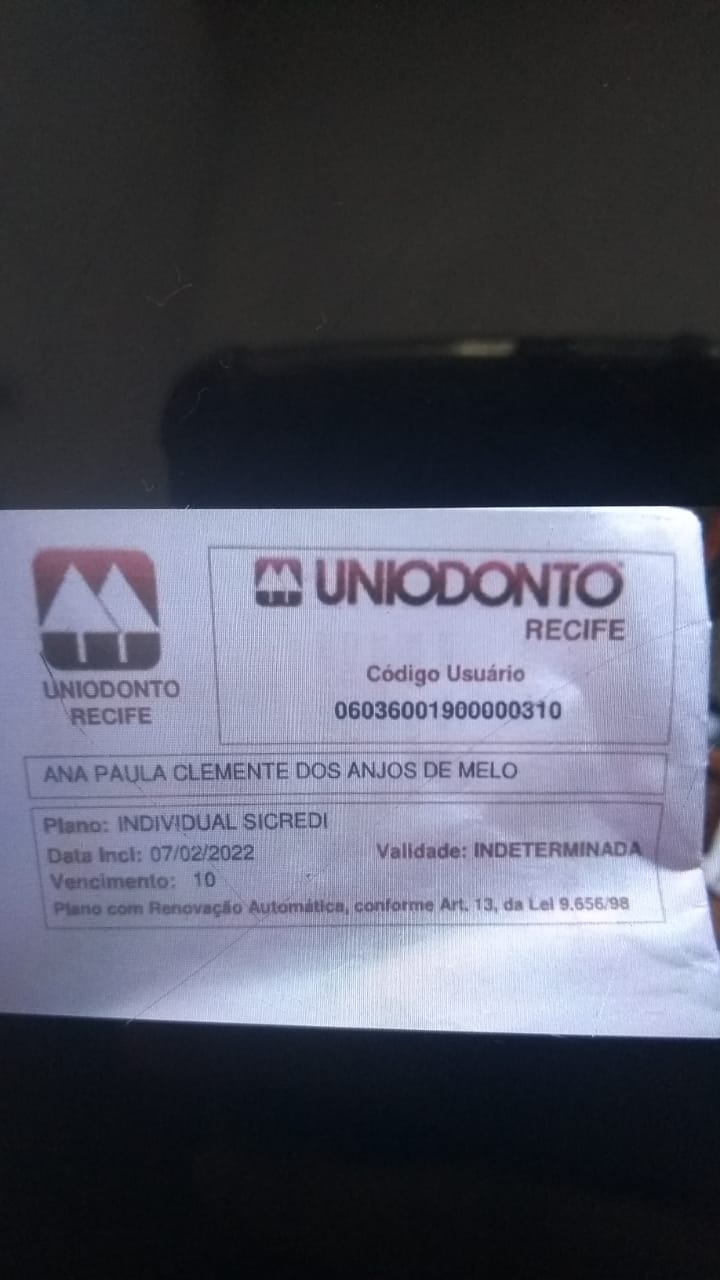 UNIODONTO
RECIFE
UNIODONTO
RECIFE
Código Usuário
06036001900000310
ANA PAULA CLEMENTE DOS ANJOS DE MELO
Plano: INDIVIDUAL SICREDI
Data Incl: 07/02/2022 Validade: INDETERMINADA
Vencimento: 10
Plano com Renovação Automática, conforme Art. 13, da Lei 9.656/98